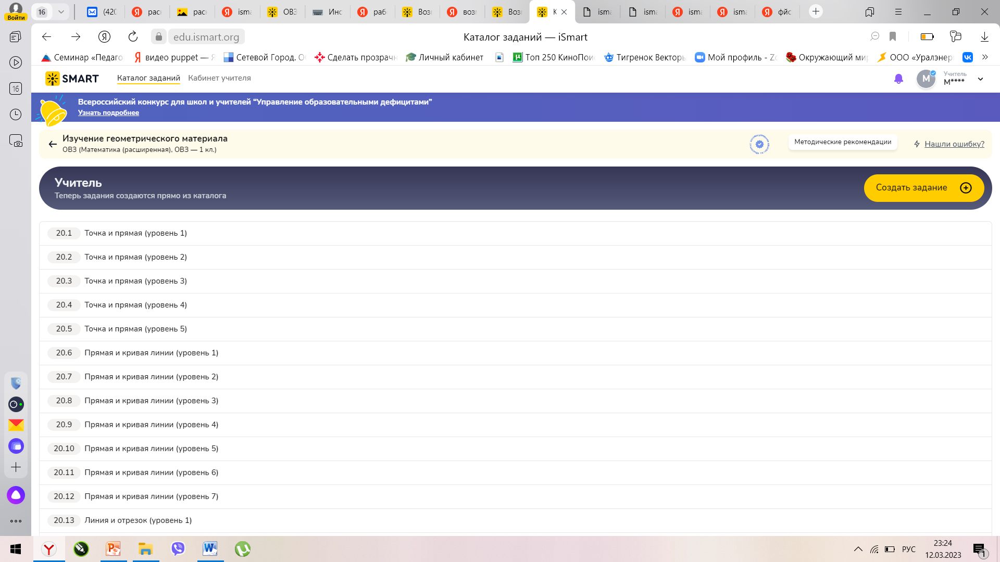 Войти
16
(420
рас
рас
isma
ОВЗ
Инс
раб
Воз
воз
Воз
К
isma
isma
isma
isma
фйс
edu.ismart.org
Каталог заданий — iSmart
Семинар «Педаго
видео puppet —
Сетевой Город. О
Сделать прозрачн
Личный кабинет
Топ 250 КиноПои
Тигренок Векторь
Мой профиль - Zo
Окружающий ми
ООО «Уралэнер
16
SMART
Каталог заданий
Кабинет учителя
М
Учитель
М****
Всероссийский конкурс для школ и учителей “Управление образовательными дефицитами”
Узнать подробнее
Изучение геометрического материала
ОВЗ (Математика (расширенная), ОВЗ — 1 кл.)
Методические рекомендации
Нашли ошибку?
Учитель
Теперь задания создаются прямо из каталога
Создать задание
20.1 Точка и прямая (уровень 1)
20.2 Точка и прямая (уровень 2)
20.3 Точка и прямая (уровень 3)
20.4 Точка и прямая (уровень 4)
20.5 Точка и прямая (уровень 5)
20.6 Прямая и кривая линии (уровень 1)
20.7 Прямая и кривая линии (уровень 2)
20.8 Прямая и кривая линии (уровень 3)
20.9 Прямая и кривая линии (уровень 4)
20.10 Прямая и кривая линии (уровень 5)
20.11 Прямая и кривая линии (уровень 6)
20.12 Прямая и кривая линии (уровень 7)
20.13 Линия и отрезок (уровень 1)
РУС
23:24
12.03.2023
1